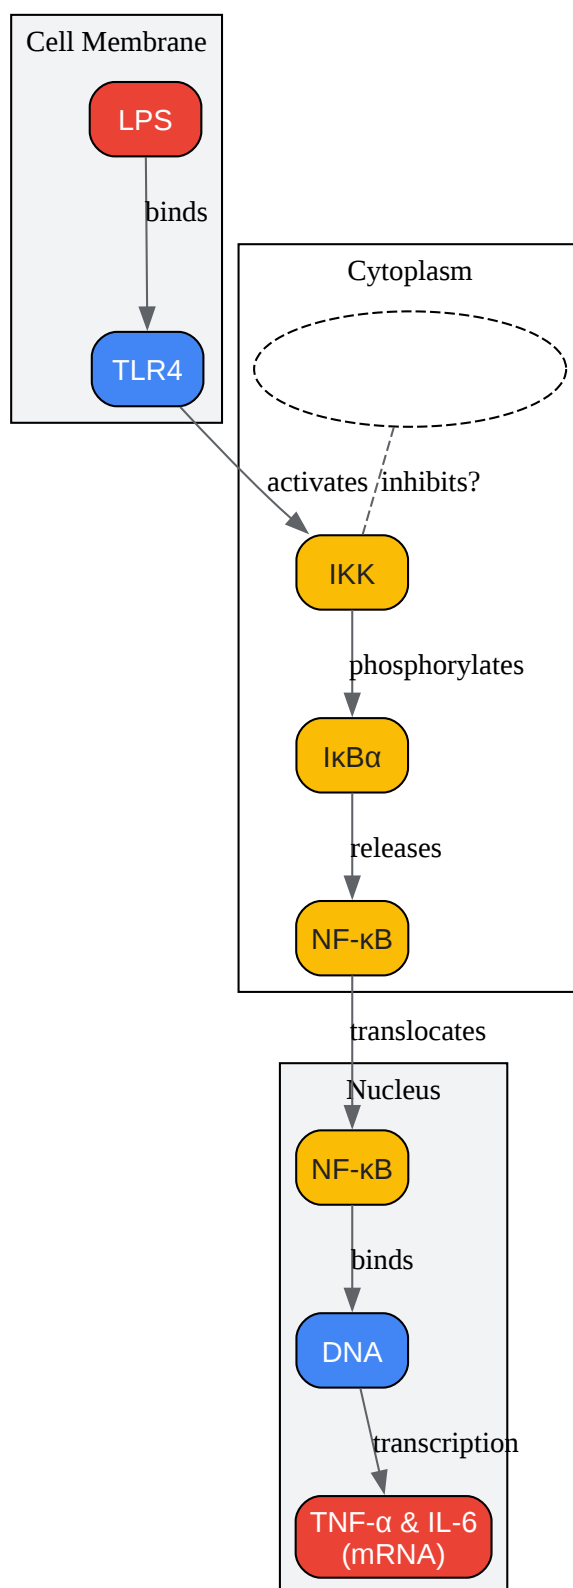 Cell Membrane
LPS
binds
TLR4
Cytoplasm
activates
inhibits?
IKK
phosphorylates
IκBα
releases
NF-κB
translocates
Nucleus
NF-κB
binds
DNA
transcription
TNF-α & IL-6
(mRNA)